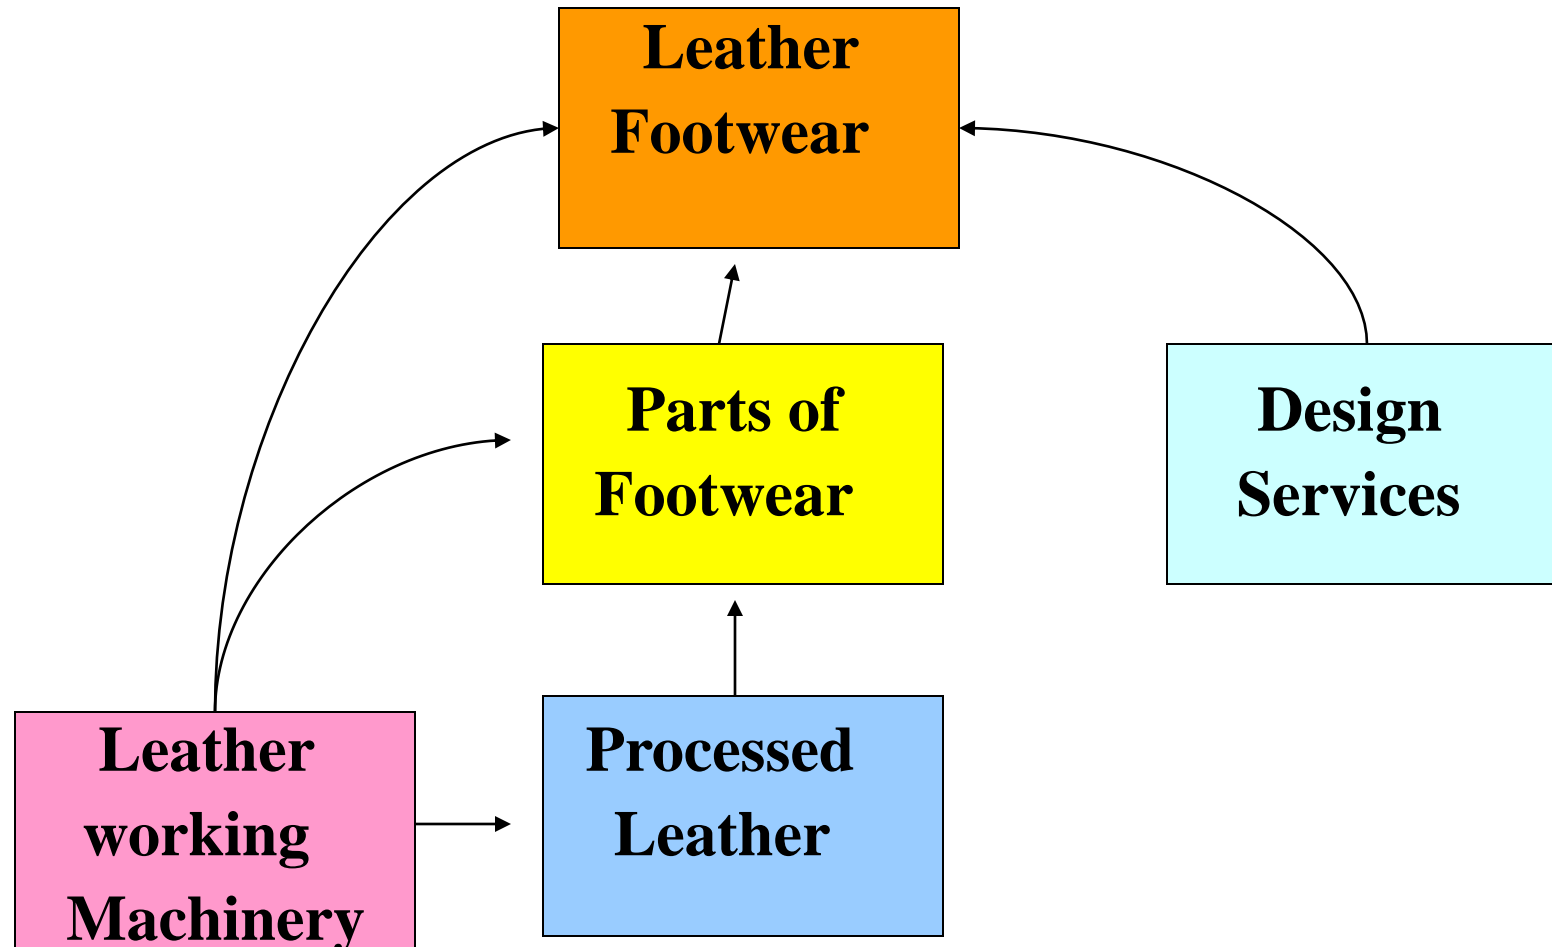 Leather
Footwear
Parts of
Footwear
Design
Services
Leather
working
Machinery
Processed
Leather